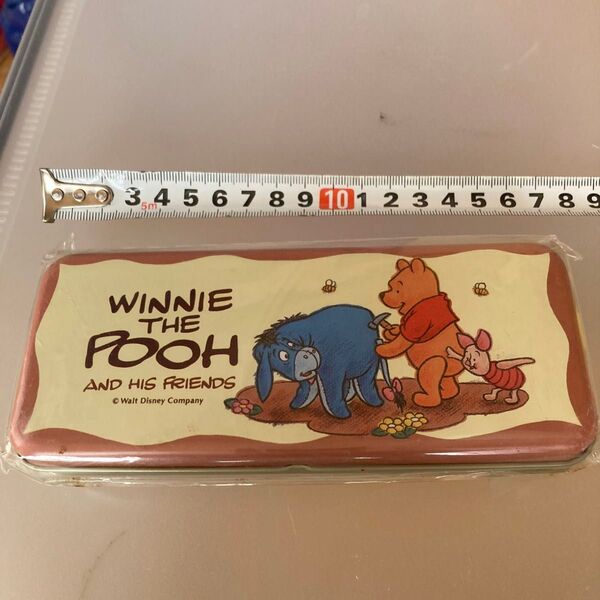 3 4 5 6 7 8 9 10 1 2 3 4 5 6 7 8 9
5m
WINNIE
THE
POOH
AND HIS FRIENDS
© Walt Disney Company